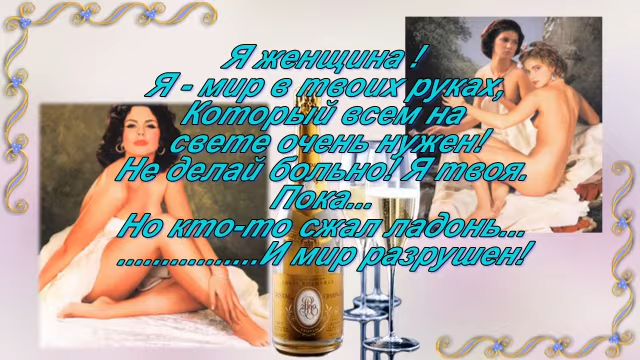 Я женщина !
Я - мир в твоих руках,
Который всем на
свете очень нужен!
Не делай больно! Я твоя.
Пока...
Но кто-то сжал ладонь...
................И мир разрушен!